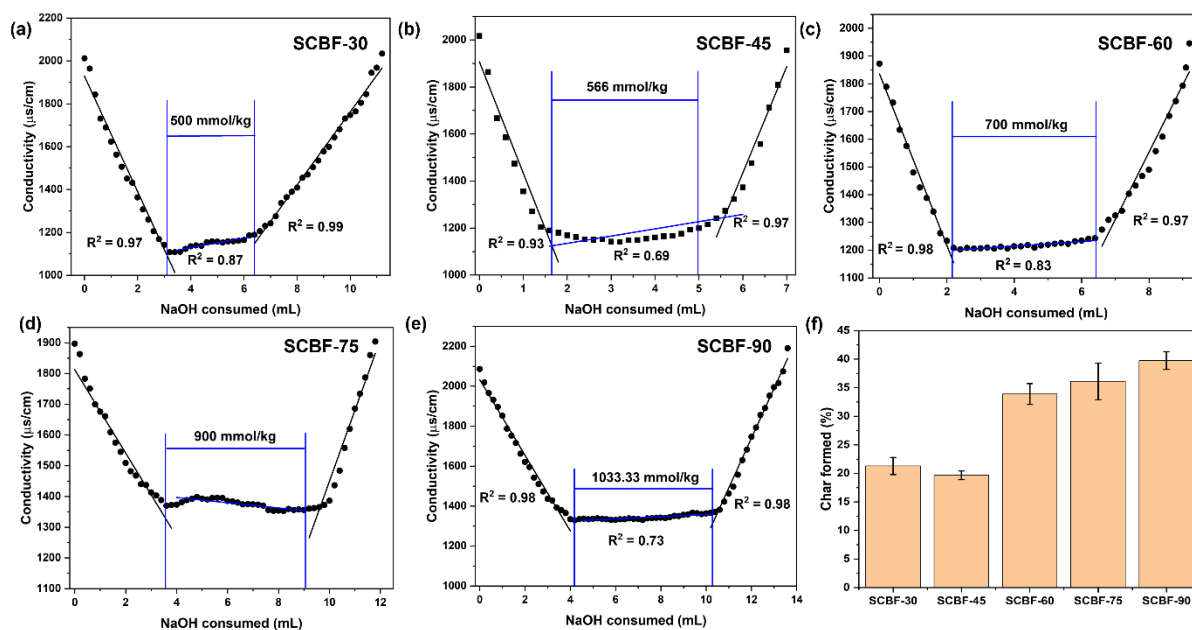 (a)
SCBF-30
500 mmol/kg
R² = 0.97
R² = 0.87
R² = 0.99
Conductivity (μs/cm)
2200
2000
1800
1600
1400
1200
1000
0 2 4 6 8 10
NaOH consumed (mL)
(b)
SCBF-45
566 mmol/kg
R² = 0.93
R² = 0.69
R² = 0.97
Conductivity (μs/cm)
2000
1800
1600
1400
1200
1000
0 1 2 3 4 5 6 7
NaOH consumed (mL)
(c)
SCBF-60
700 mmol/kg
R² = 0.98
R² = 0.83
R² = 0.97
Conductivity (μs/cm)
2000
1900
1800
1700
1600
1500
1400
1300
1200
1100
0 2 4 6 8
NaOH consumed (mL)
(d)
SCBF-75
900 mmol/kg
Conductivity (μs/cm)
1900
1800
1700
1600
1500
1400
1300
1200
1100
0 2 4 6 8 10 12
NaOH consumed (mL)
(e)
SCBF-90
1033.33 mmol/kg
R² = 0.98
R² = 0.73
R² = 0.98
Conductivity (μs/cm)
2200
2000
1800
1600
1400
1200
1000
0 2 4 6 8 10 12 14
NaOH consumed (mL)
(f)
Char formed (%)
45
40
35
30
25
20
15
10
5
0
SCBF-30 SCBF-45 SCBF-60 SCBF-75 SCBF-90